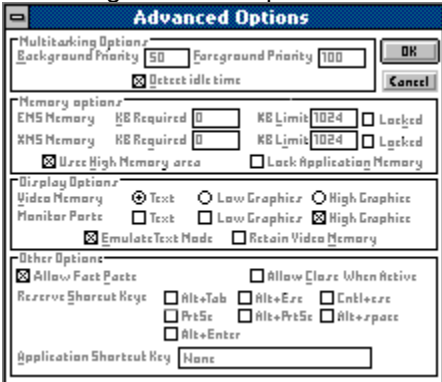 Advanced Options
Multitasking Options
Background Priority 50 Foreground Priority 100 OK
Detect idle time Cancel
Memory options
EMS Memory KB Required 0 KB Limit 1024 Locked
XMS Memory KB Required 0 KB Limit 1024 Locked
Uses High Memory area Lock Application Memory
Display Options
Video Memory Text Low Graphics High Graphics
Monitor Ports Text Low Graphics High Graphics
Emulate Text Mode Retain Video Memory
Other Options
Allow Fast Paste Allow Close When Active
Reserve Shorcut Keys Alt+Tab Alt+Esc Cntl+esc
PrtSc Alt+PrtSc Alt+space
Alt+Enter
Application Shortcut Key None